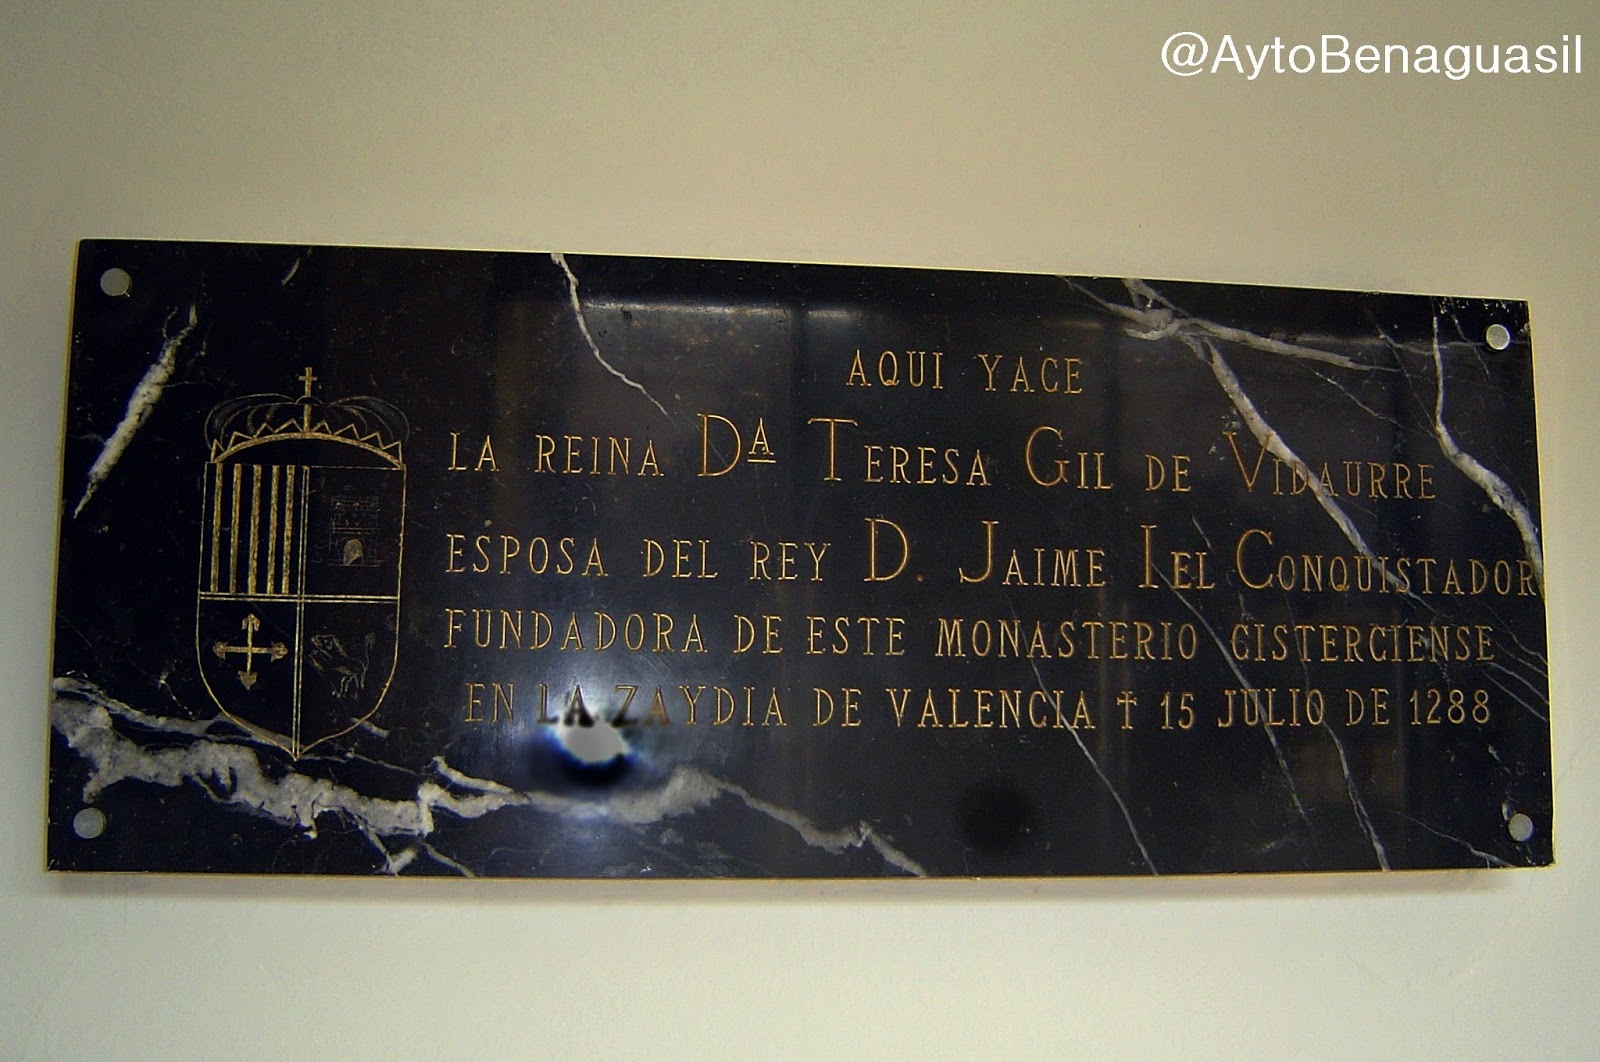 @AytoBenaguasil
AQUI YACE
LA REINA Dª TERESA GIL DE VIDAURRE
ESPOSA DEL REY D. JAIME I EL CONQUISTADOR
FUNDADORA DE ESTE MONASTERIO CISTERCIENSE
EN LA ZAYDIA DE VALENCIA † 15 JULIO DE 1288